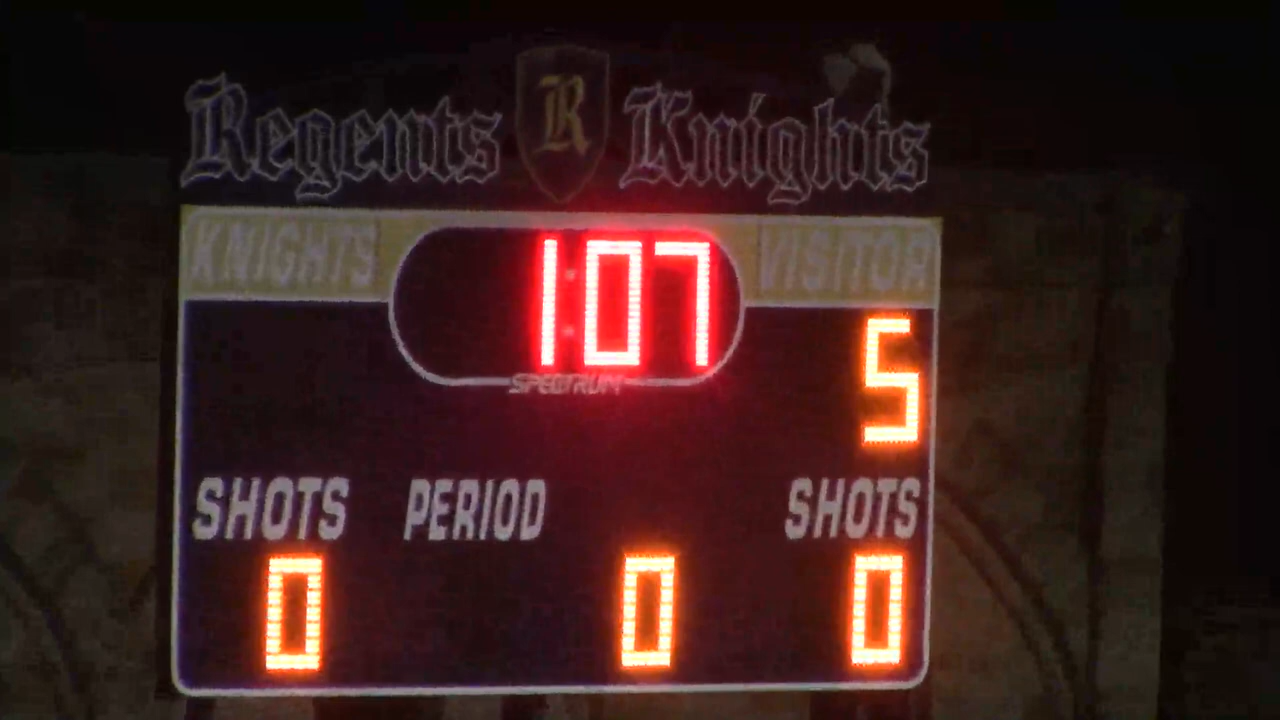 Regents R Knights
KNIGHTS 1:07 VISITOR
SPECTRUM
5
SHOTS PERIOD SHOTS
0 0 0